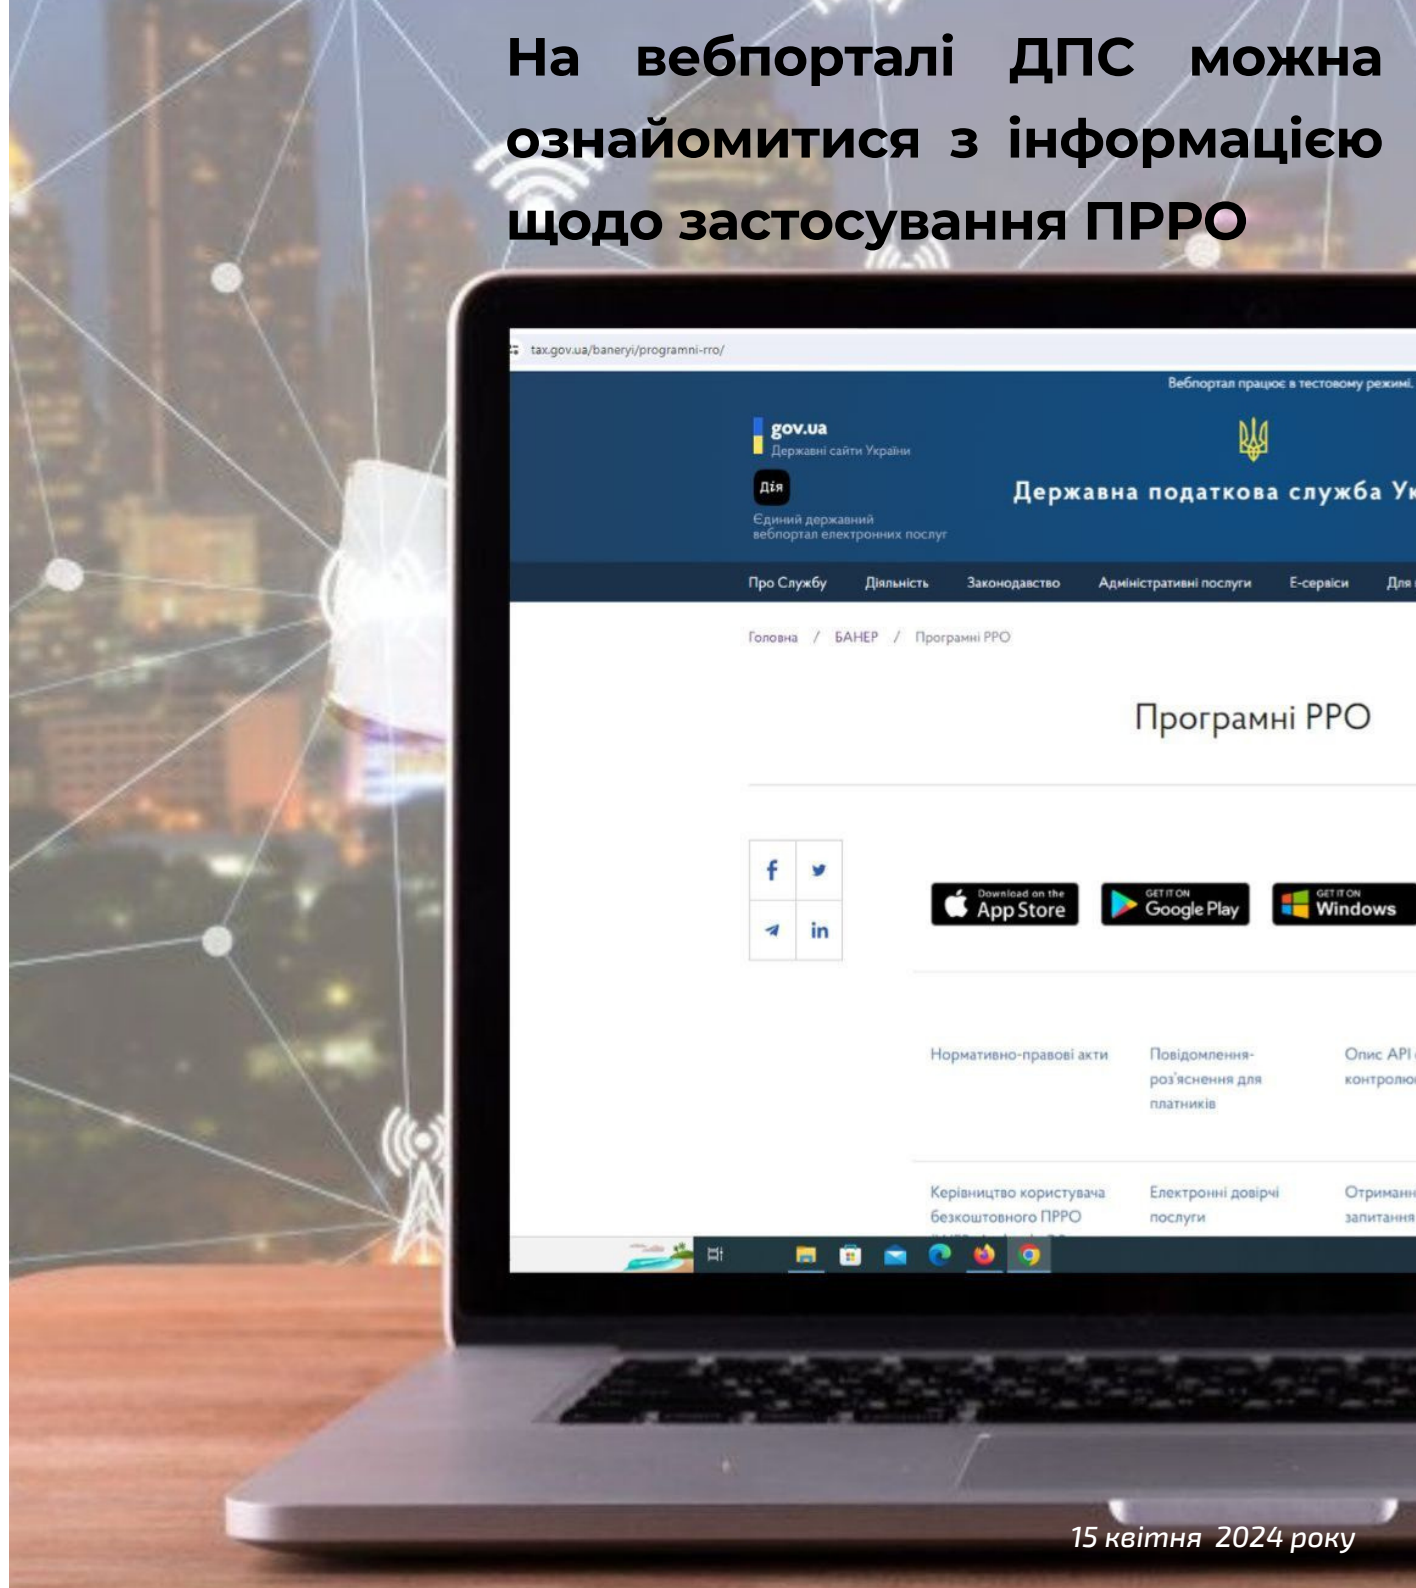 На вебпорталі ДПС можна
ознайомитися з інформацією
щодо застосування ПРРО
tax.gov.ua/baneryi/programni-rro/
Вебпортал працює в тестовому режимі.
gov.ua
Державні сайти України
Дія
Єдиний державний
вебпортал електронних послуг
Державна податкова служба Ук
Про Службу Діяльність Законодавство Адміністративні послуги Е-сервіси Для
Головна / БАНЕР / Програмні РРО
Програмні РРО
Download on the
App Store
GET IT ON
Google Play
GET IT ON
Windows
Нормативно-правові акти
Повідомлення-
роз'яснення для
платників
Опис API
контролю
Керівництво користувача
безкоштовного ПРРО
Електронні довірчі
послуги
Отриманн
запитання
15 квітня 2024 року